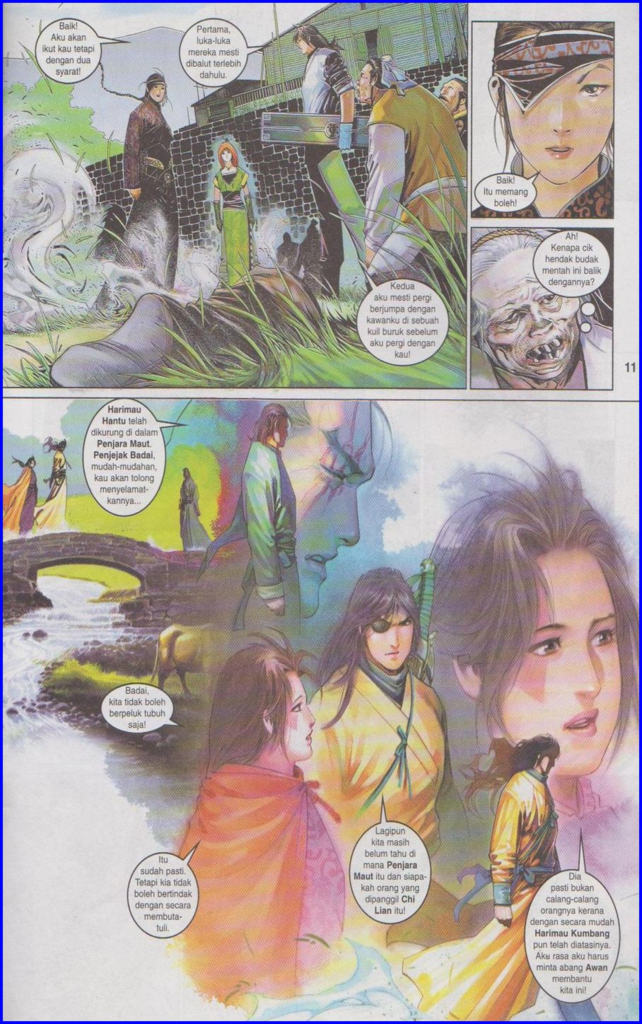 Baik!
Aku akan
ikut kau tetapi
dengan dua
syarat!
Pertama,
luka-luka
mereka mesti
dibalut terlebih
dahulu.
Kedua
aku mesti pergi
berjumpa dengan
kawanku di sebuah
kuil buruk sebelum
aku pergi dengan
kau!
Baik!
Itu memang
boleh!
Ah!
Kenapa cik
hendak budak
mentah ini balik
dengannya?
11
Harimau
Hantu telah
dikurung di dalam
Penjara Maut.
Penjejak Badai,
mudah-mudahan,
kau akan tolong
menyelamat-
kannya...
Badai,
kita tidak boleh
berpeluk tubuh
saja!
Itu
sudah pasti.
Tetapi kia tidak
boleh bertindak
dengan secara
membuta-
tuli.
Lagipun
kita masih
belum tahu di
mana Penjara
Maut itu dan siapa-
kah orang yang
dipanggil Chi
Lian itu!
Dia
pasti bukan
calang-calang
orangnya kerana
dengan secara mudah
Harimau Kumbang
pun telah diatasinya.
Aku rasa aku harus
minta abang Awan
membantu
kita ini!